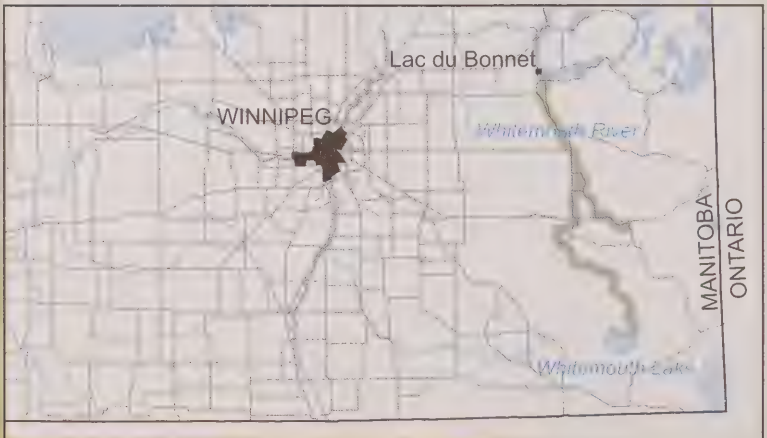 Lac du Bonnet
WINNIPEG
Whitemouth River
MANITOBA
ONTARIO
Whitemouth Lake